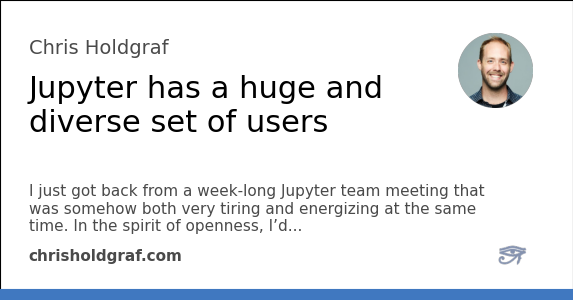 Chris Holdgraf
Jupyter has a huge and
diverse set of users
I just got back from a week-long Jupyter team meeting that
was somehow both very tiring and energizing at the same
time. In the spirit of openness, I’d…
chrisholdgraf.com